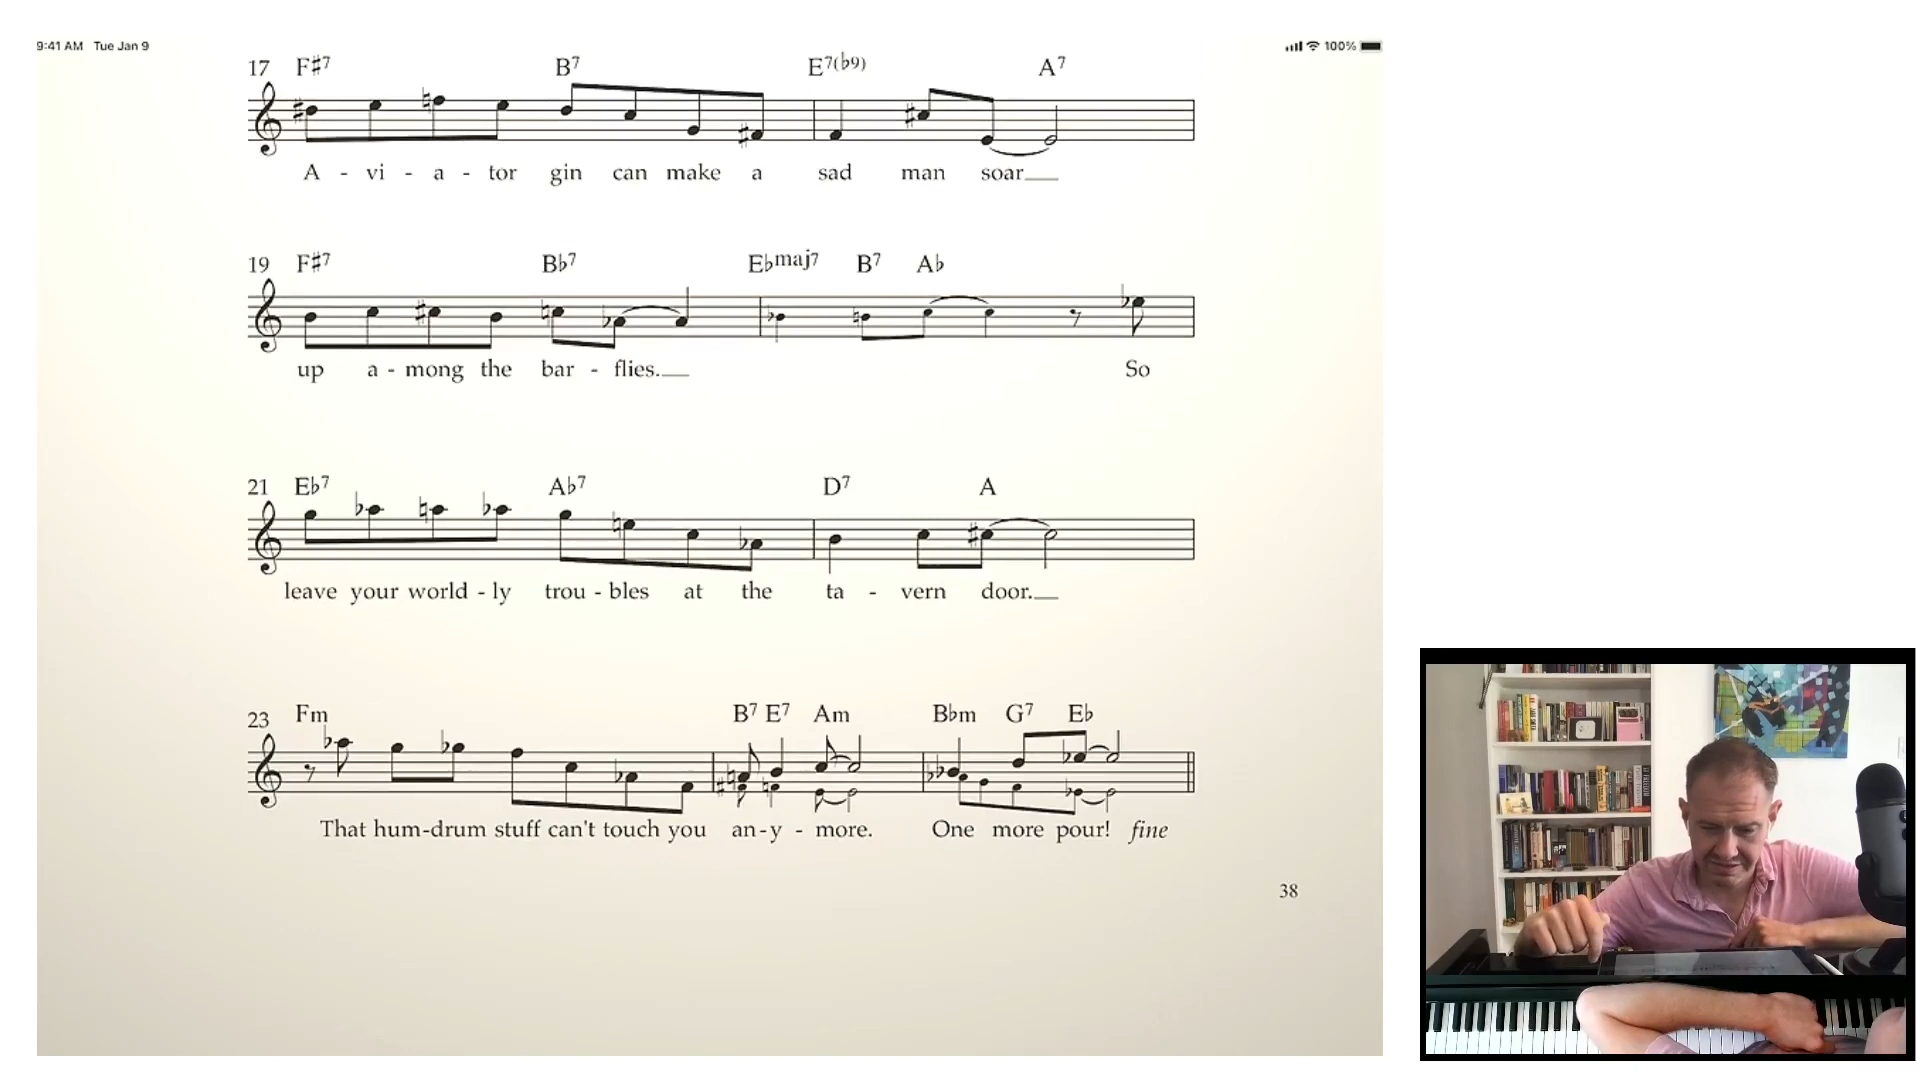 9:41 AM Tue Jan 9
100%
17 F♯7 B7 E7(♭9) A7
A - vi - a - tor gin can make a sad man soar
19 F♯7 B♭7 E♭maj7 B7 A♭
up a - mong the bar - flies. So
21 E♭7 A♭7 D7 A
leave your world - ly trou - bles at the ta - vern door.
23 Fm B7 E7 Am B♭m G7 E♭
That hum-drum stuff can't touch you an-y - more. One more pour! fine
38